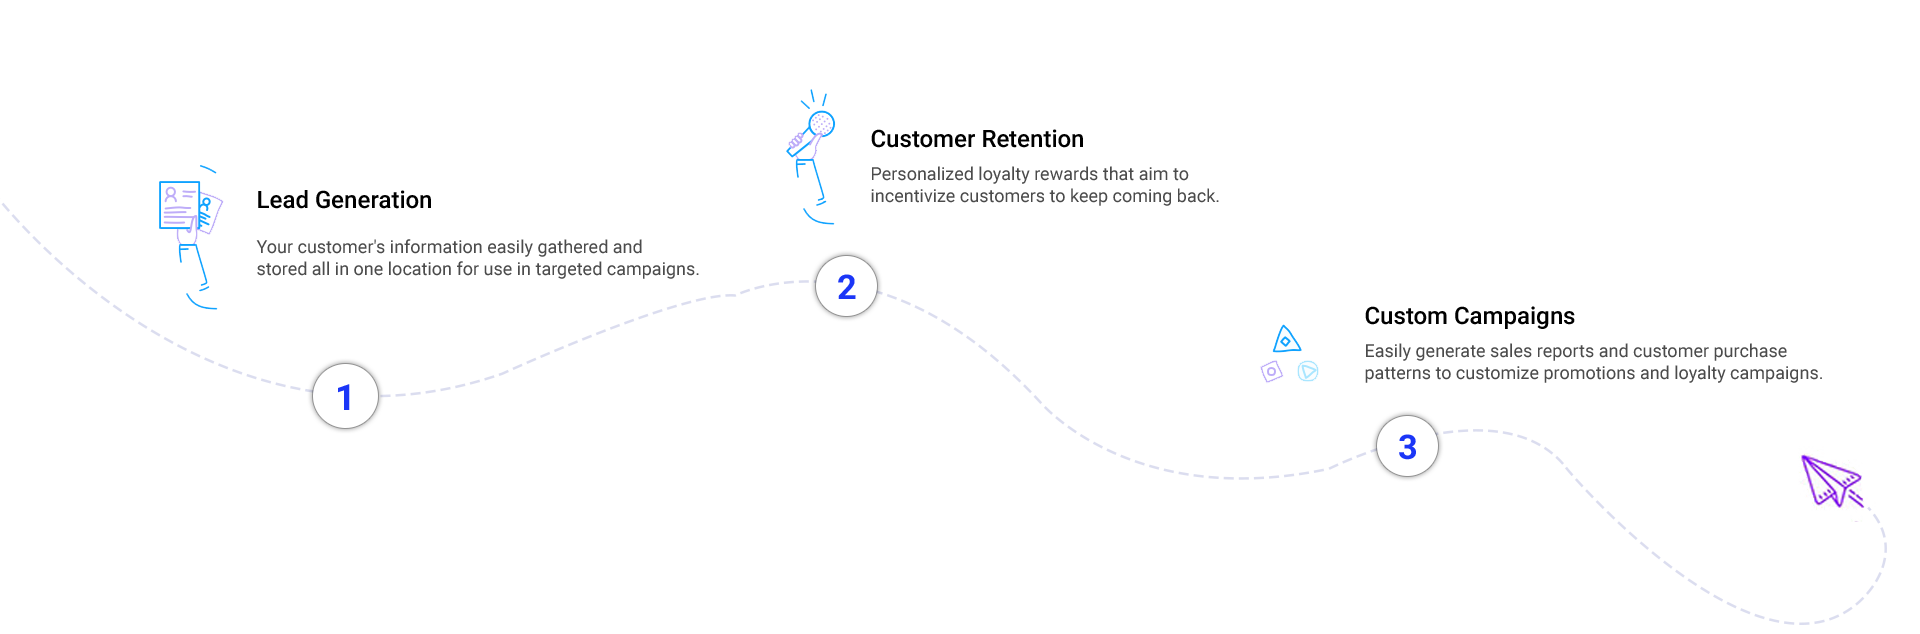 Lead Generation
Your customer's information easily gathered and
stored all in one location for use in targeted campaigns.
1
Customer Retention
Personalized loyalty rewards that aim to
incentivize customers to keep coming back.
2
Custom Campaigns
Easily generate sales reports and customer purchase
patterns to customize promotions and loyalty campaigns.
3